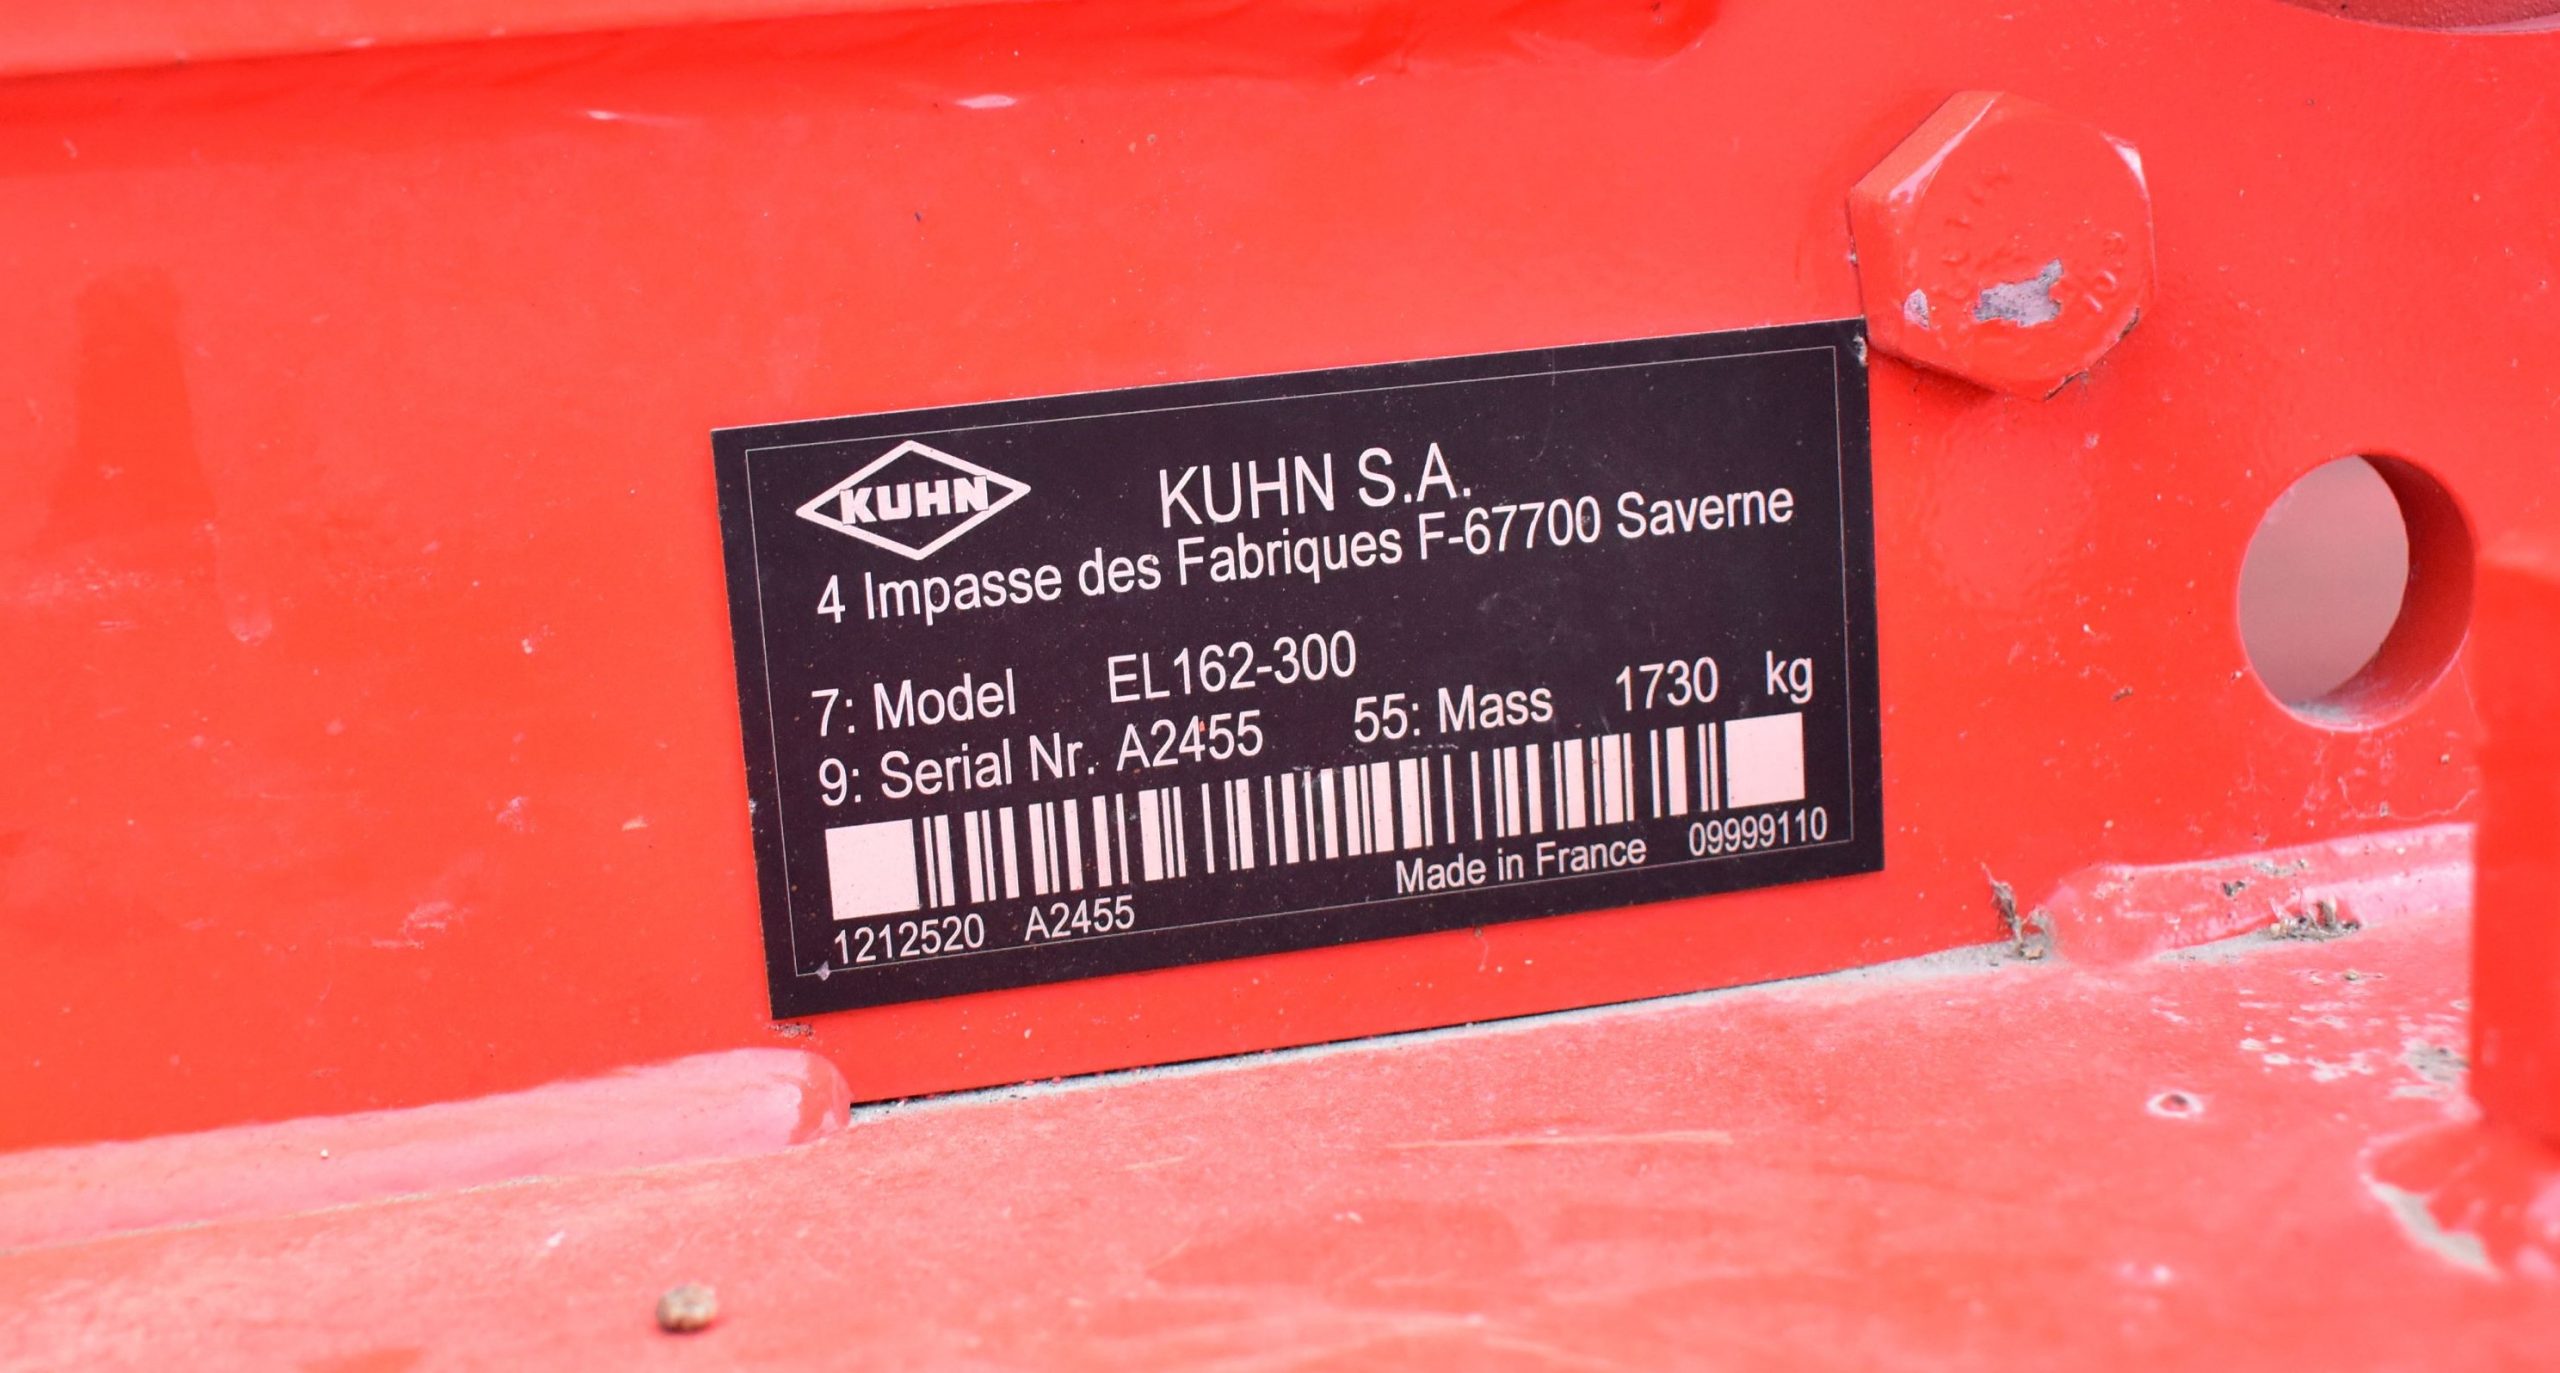 KUHN
KUHN S.A.
4 Impasse des Fabriques F-67700 Saverne
7: Model EL162-300
9: Serial Nr. A2455 55: Mass 1730 kg
Made in France 09999110
1212520 A2455